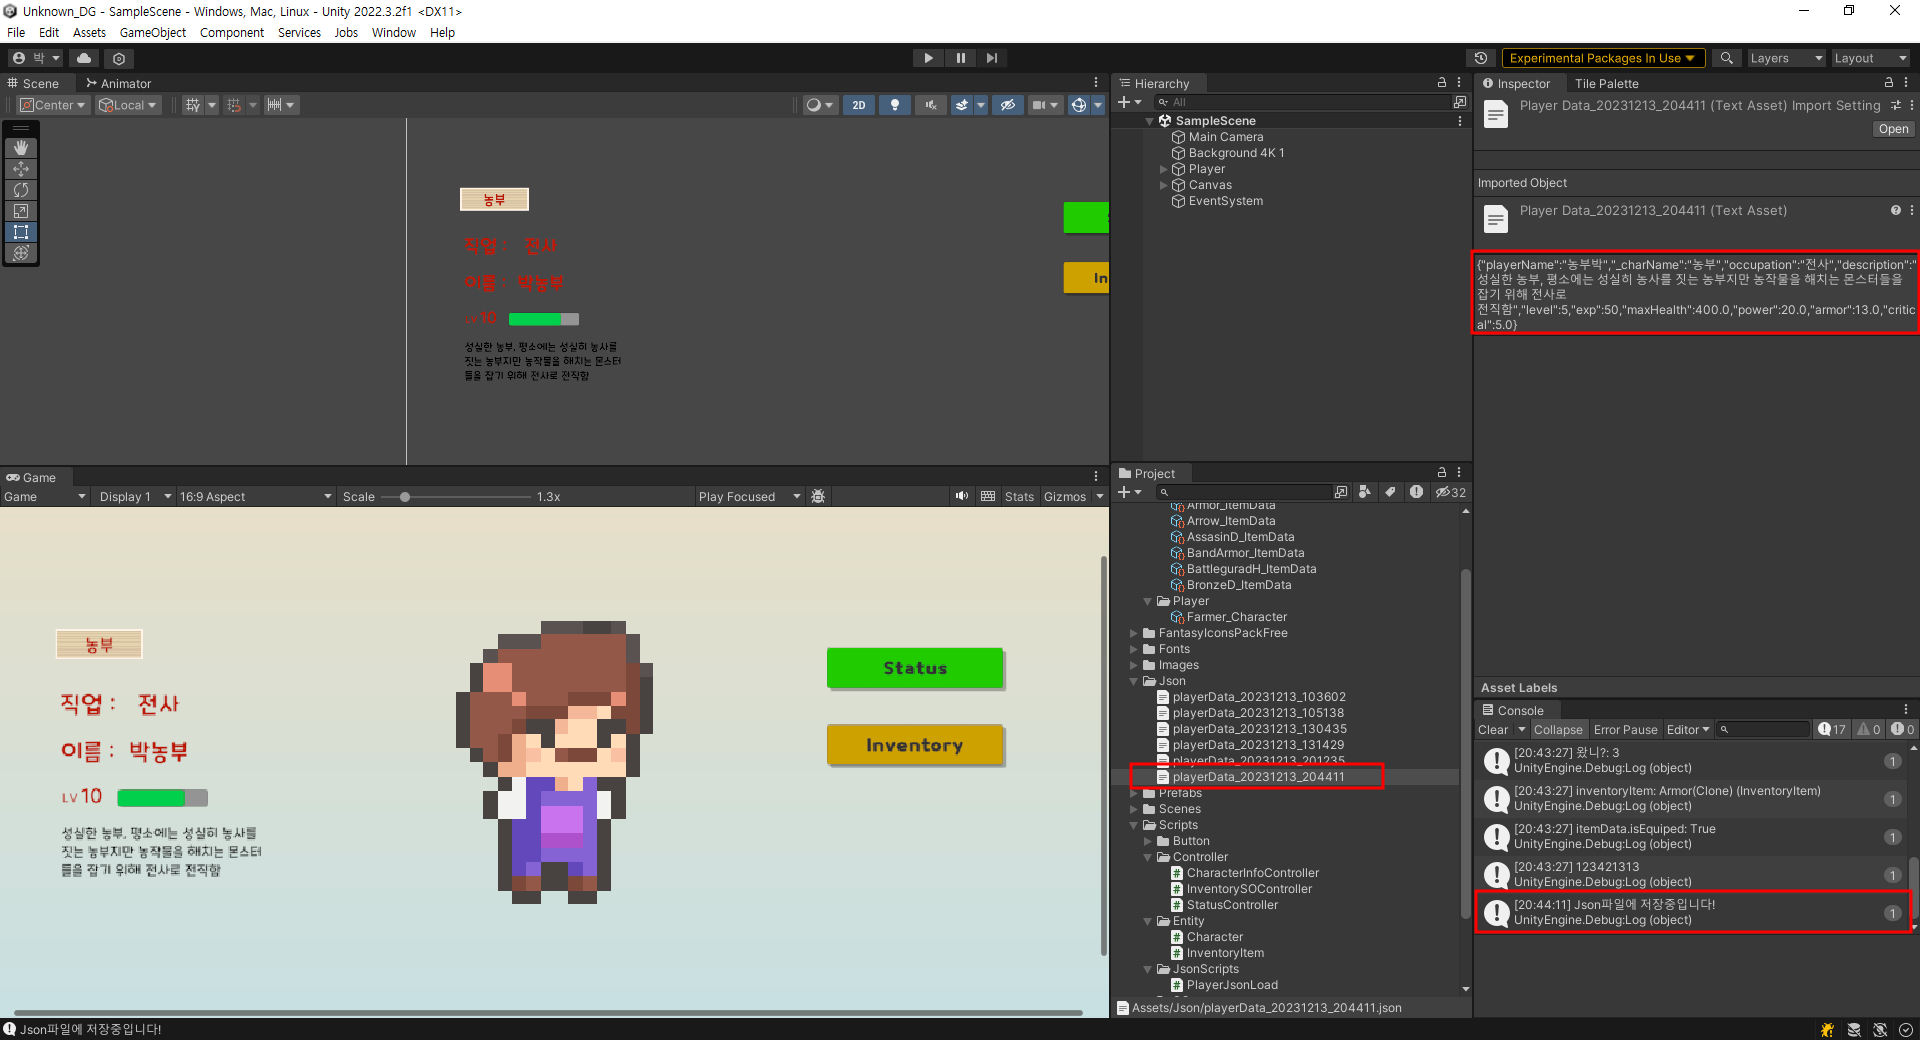 Unknown_DG - SampleScene - Windows, Mac, Linux - Unity 2022.3.2f1 <DX11>
File Edit Assets GameObject Component Services Jobs Window Help
박
Experimental Packages In Use
Layers
Layout
Scene
Animator
Center
Local
2D
농부
직업 : 전사
이름 : 박농부
LV 10
성실한 농부, 평소에는 성실히 농사를
짓는 농부지만 농작물을 해치는 몬스터
들을 잡기 위해 전사로 전직함
In
Hierarchy
All
SampleScene
Main Camera
Background 4K 1
Player
Canvas
EventSystem
Inspector
Tile Palette
Player Data_20231213_204411 (Text Asset) Import Setting
Open
Imported Object
Player Data_20231213_204411 (Text Asset)
{"playerName":"농부박","_charName":"농부","occupation":"전사","description":"
성실한 농부, 평소에는 성실히 농사를 짓는 농부지만 농작물을 해치는 몬스터들을
잡기 위해 전사로
전직함","level":5,"exp":50,"maxHealth":400.0,"power":20.0,"armor":13.0,"critic
al":5.0}
Asset Labels
Game
Game
Display 1
16:9 Aspect
Scale
1.3x
Play Focused
Stats
Gizmos
농부
직업 : 전사
이름 : 박농부
LV 10
성실한 농부, 평소에는 성실히 농사를
짓는 농부지만 농작물을 해치는 몬스터
들을 잡기 위해 전사로 전직함
Status
Inventory
Project
32
Armor_ItemData
Arrow_ItemData
AssasinD_ItemData
BandArmor_ItemData
BattleguradH_ItemData
BronzeD_ItemData
Player
Farmer_Character
FantasyIconsPackFree
Fonts
Images
Json
playerData_20231213_103602
playerData_20231213_105138
playerData_20231213_130435
playerData_20231213_131429
playerData_20231213_201235
playerData_20231213_204411
Prefabs
Scenes
Scripts
Button
Controller
CharacterInfoController
InventorySOController
StatusController
Entity
Character
InventoryItem
JsonScripts
PlayerJsonLoad
Assets/Json/playerData_20231213_204411.json
Console
Clear
Collapse
Error Pause
Editor
17
0
0
[20:43:27] 왔니?: 3
UnityEngine.Debug:Log (object)
1
[20:43:27] inventoryItem: Armor(Clone) (InventoryItem)
UnityEngine.Debug:Log (object)
1
[20:43:27] itemData.isEquiped: True
UnityEngine.Debug:Log (object)
1
[20:43:27] 123421313
UnityEngine.Debug:Log (object)
1
[20:44:11] Json파일에 저장중입니다!
UnityEngine.Debug:Log (object)
1
Json파일에 저장중입니다!